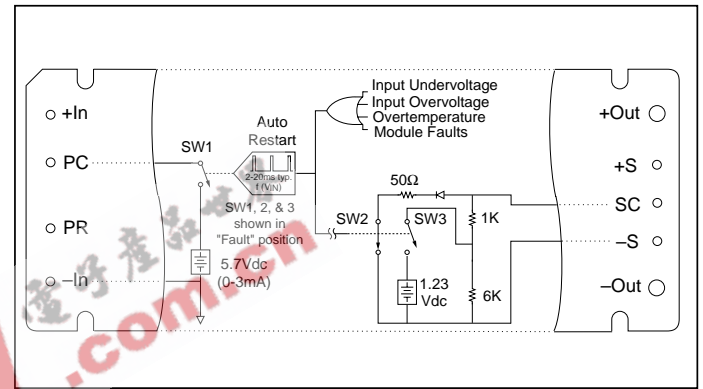 Input Undervoltage
Input Overvoltage
Overtemperature
Module Faults
+In
PC
PR
–In
SW1
Auto
Restart
2-20ms typ.
f (VIN)
SW1, 2, & 3
shown in
"Fault" position
5.7Vdc
(0-3mA)
50Ω
SW2
SW3
1K
1.23
Vdc
6K
+Out
+S
SC
–S
–Out
.com.cn